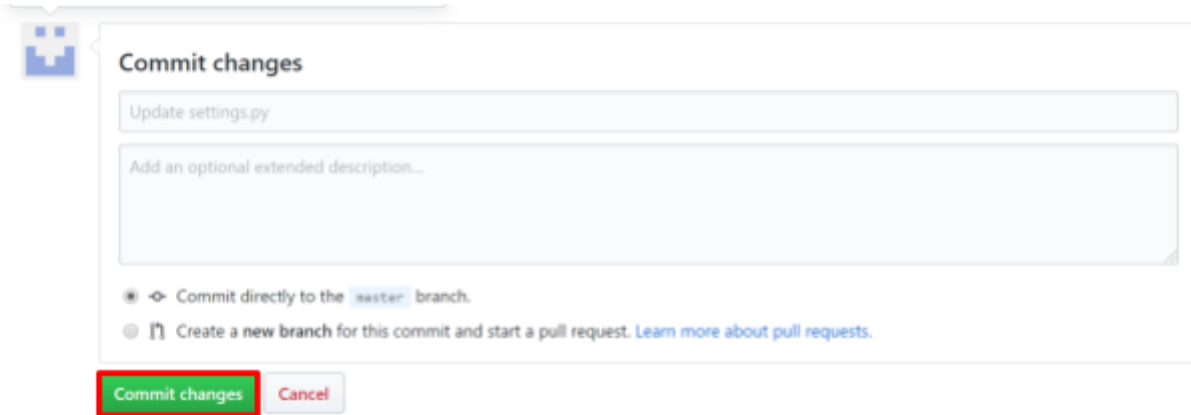 Commit changes
Update settings.py
Add an optional extended description...
Commit directly to the master branch.
Create a new branch for this commit and start a pull request. Learn more about pull requests.
Commit changes Cancel